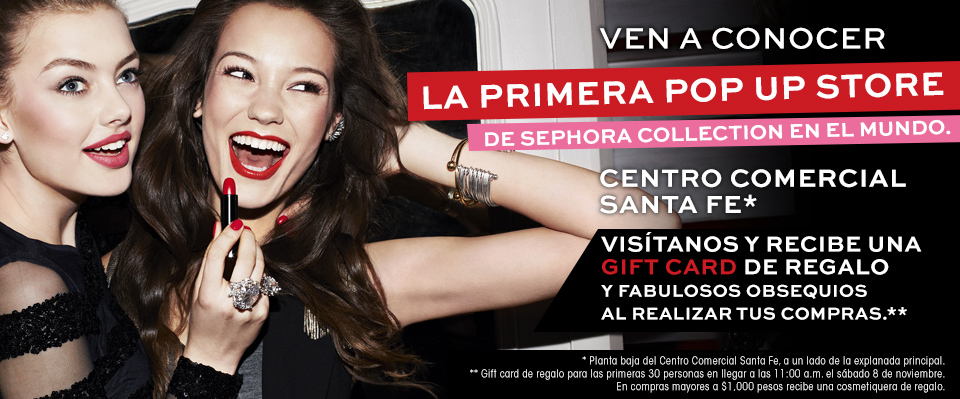 VEN A CONOCER
LA PRIMERA POP UP STORE
DE SEPHORA COLLECTION EN EL MUNDO.
CENTRO COMERCIAL
SANTA FE*
VISÍTANOS Y RECIBE UNA
GIFT CARD DE REGALO
Y FABULOSOS OBSEQUIOS
AL REALIZAR TUS COMPRAS.**
* Planta baja del Centro Comercial Santa Fe, a un lado de la explanada principal.
** Gift card de regalo para las primeras 30 personas en llegar a las 11:00 a.m. el sábado 8 de noviembre.
En compras mayores a $1,000 pesos recibe una cosmetiquera de regalo.